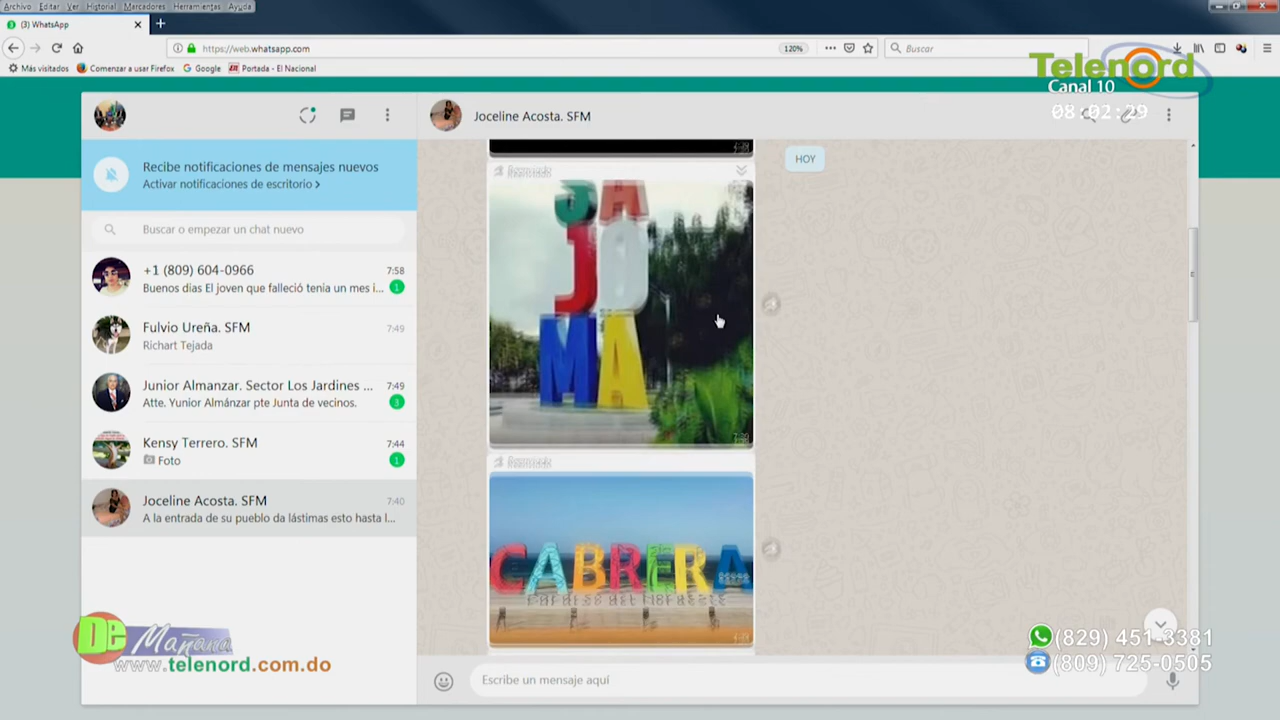 Archivo Editar Ver Historial Marcadores Herramientas Ayuda
(3) WhatsApp
https://web.whatsapp.com
120%
Buscar
Más visitados
Comenzar a usar Firefox
Google
Portada - El Nacional
Telenord
Canal 10
08:02:29
Joceline Acosta. SFM
Recibe notificaciones de mensajes nuevos
Activar notificaciones de escritorio
Buscar o empezar un chat nuevo
+1 (809) 604-0966
7:58
Buenos dias El joven que falleció tenia un mes i...
1
Fulvio Ureña. SFM
7:49
Richart Tejada
Junior Almanzar. Sector Los Jardines ...
7:49
Atte. Yunior Almánzar pte Junta de vecinos.
3
Kensy Terrero. SFM
7:44
Foto
1
Joceline Acosta. SFM
7:40
A la entrada de su pueblo da lástimas esto hasta l...
HOY
Reenviado
JA
JO
MA
Reenviado
CABRERA
Escribe un mensaje aquí
De Mañana
www.telenord.com.do
(829) 451-3381
(809) 725-0505